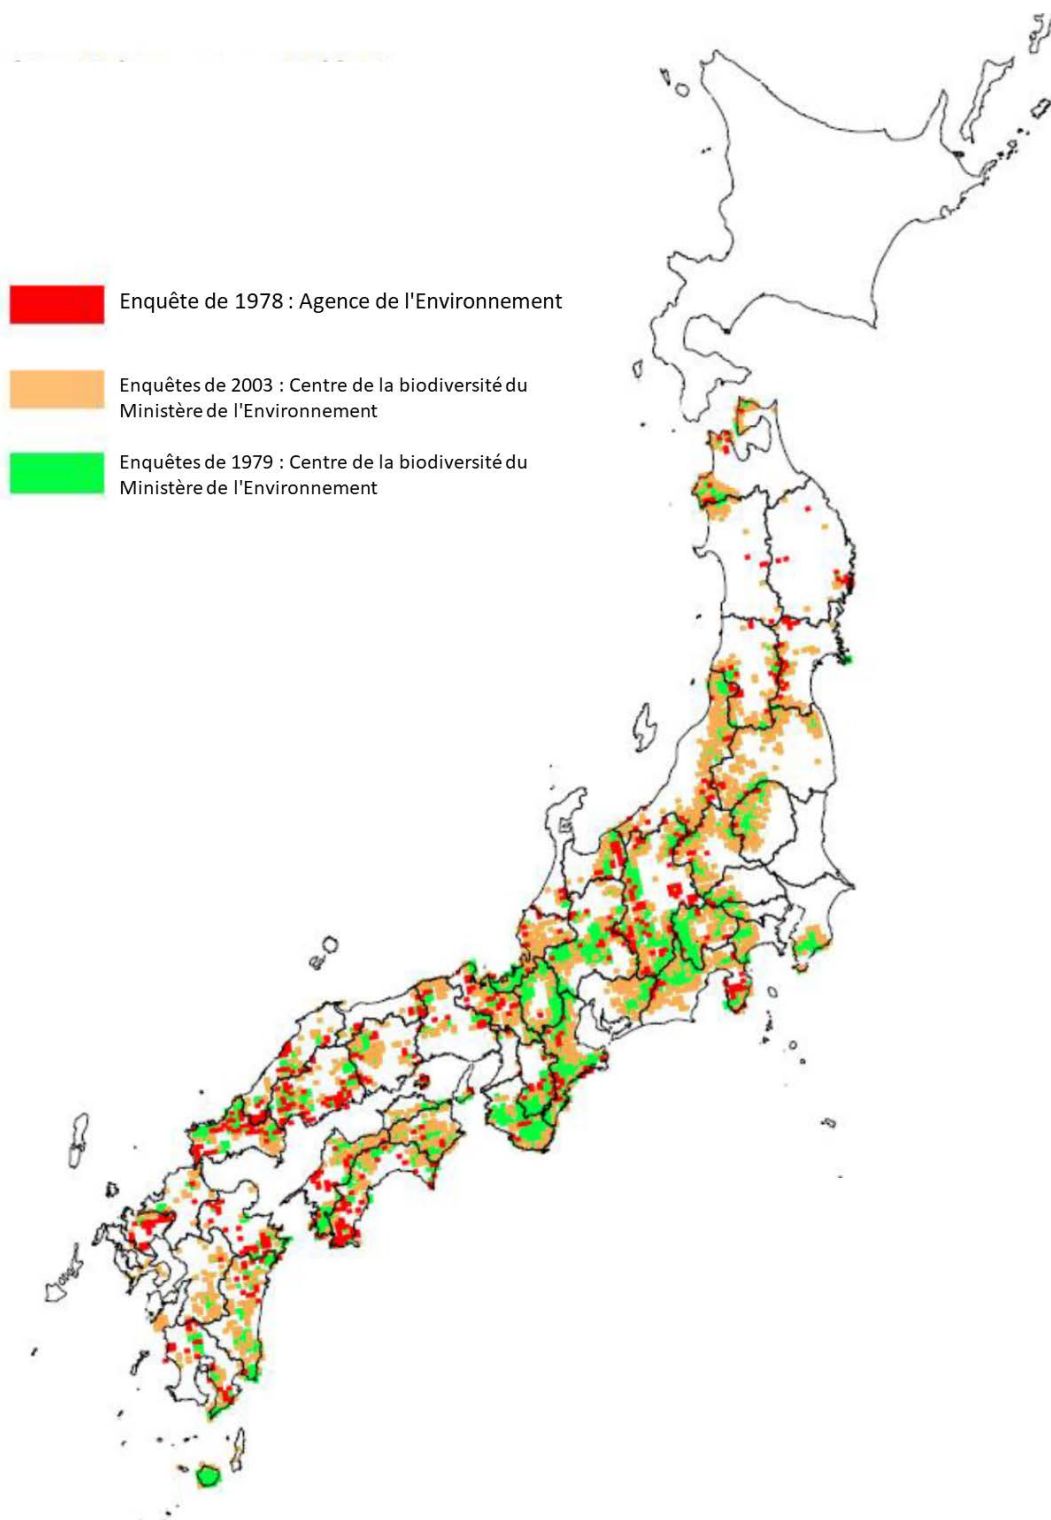 Enquête de 1978 : Agence de l'Environnement
Enquêtes de 2003 : Centre de la biodiversité du
Ministère de l'Environnement
Enquêtes de 1979 : Centre de la biodiversité du
Ministère de l'Environnement